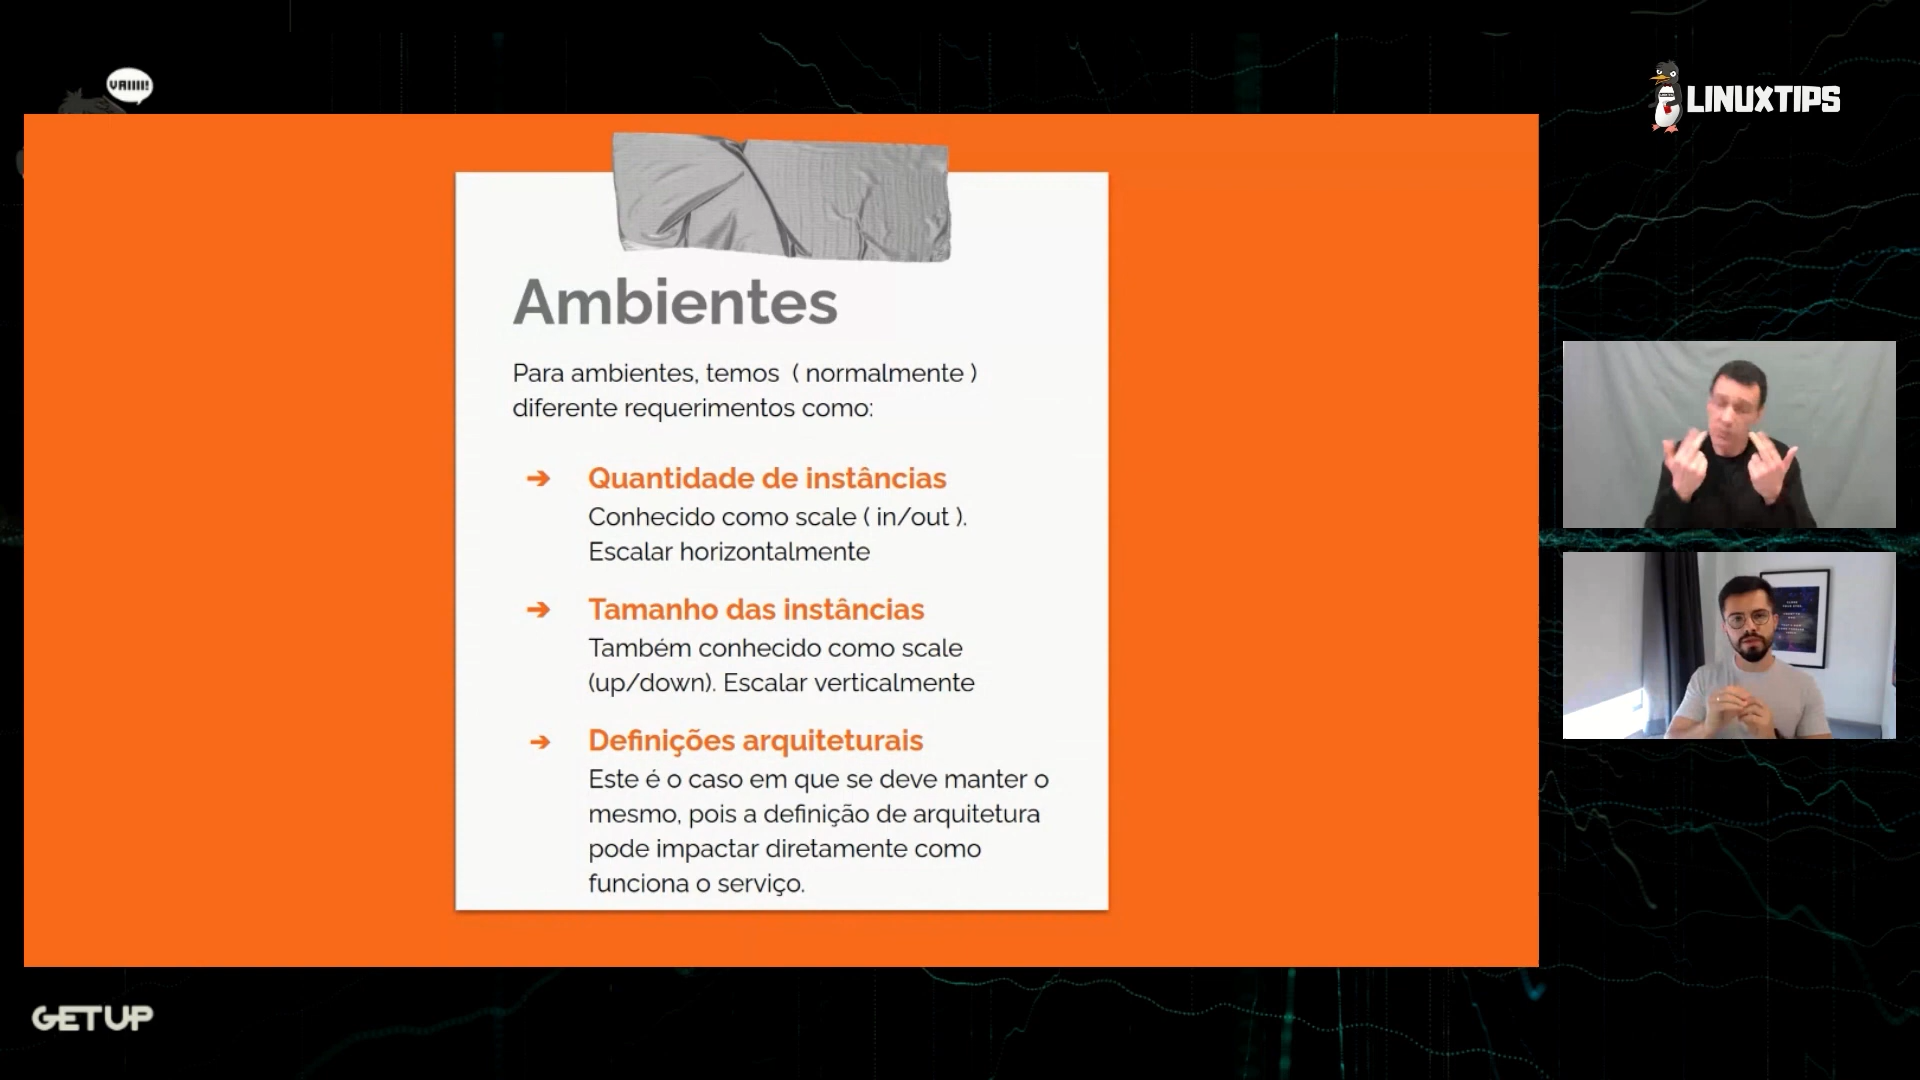 VAIIII!
LINUXTIPS
Ambientes
Para ambientes, temos ( normalmente )
diferente requerimentos como:
➔ Quantidade de instâncias
Conhecido como scale ( in/out ).
Escalar horizontalmente
➔ Tamanho das instâncias
Também conhecido como scale
(up/down). Escalar verticalmente
➔ Definições arquiteturais
Este é o caso em que se deve manter o
mesmo, pois a definição de arquitetura
pode impactar diretamente como
funciona o serviço.
GETUP